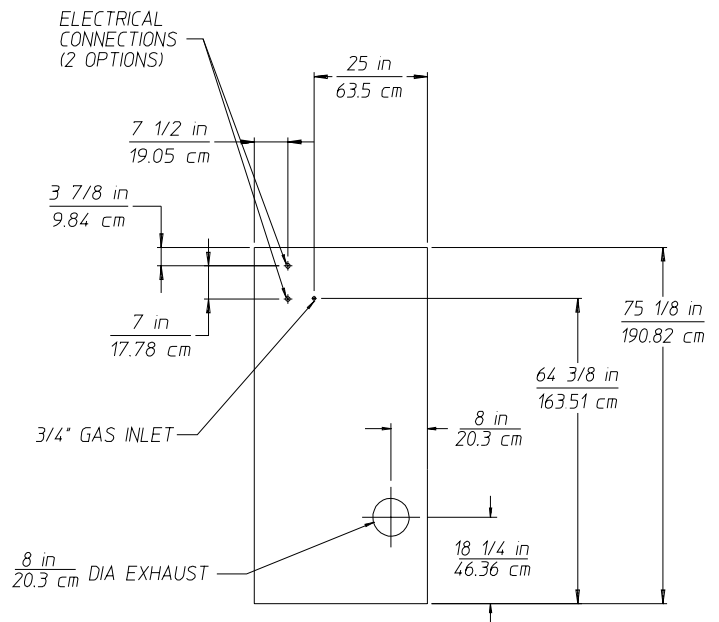 ELECTRICAL
CONNECTIONS
(2 OPTIONS)
25 in
63.5 cm
7 1/2 in
19.05 cm
3 7/8 in
9.84 cm
7 in
17.78 cm
75 1/8 in
190.82 cm
64 3/8 in
163.51 cm
3/4" GAS INLET
8 in
20.3 cm
18 1/4 in
46.36 cm
8 in
20.3 cm DIA EXHAUST